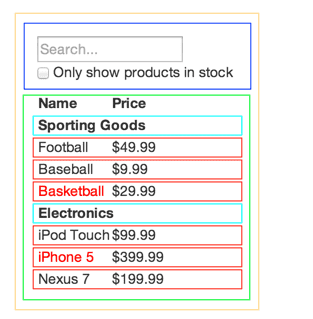 Search...
Only show products in stock
Name Price
Sporting Goods
Football $49.99
Baseball $9.99
Basketball $29.99
Electronics
iPod Touch $99.99
iPhone 5 $399.99
Nexus 7 $199.99